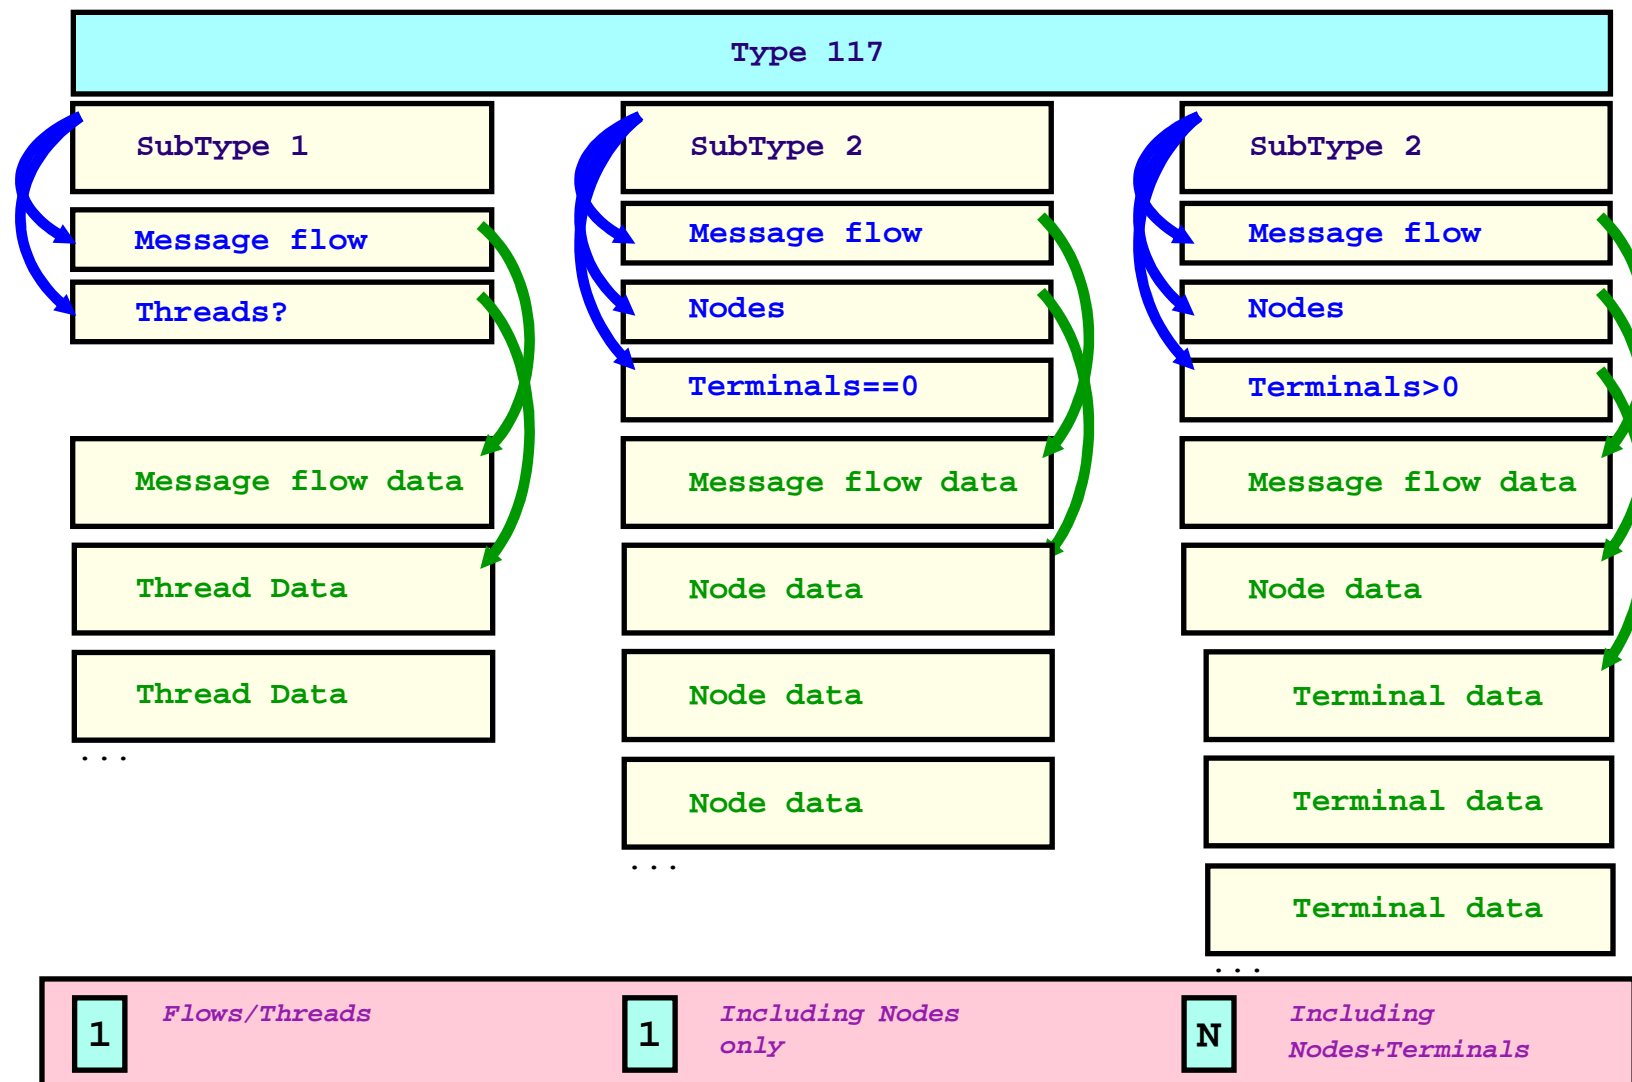 Type 117
SubType 1
Message flow
Threads?
Message flow data
Thread Data
Thread Data
...
SubType 2
Message flow
Nodes
Terminals==0
Message flow data
Node data
Node data
Node data
...
SubType 2
Message flow
Nodes
Terminals>0
Message flow data
Node data
Terminal data
Terminal data
Terminal data
...
1
Flows/Threads
1
Including Nodes
only
N
Including
Nodes+Terminals